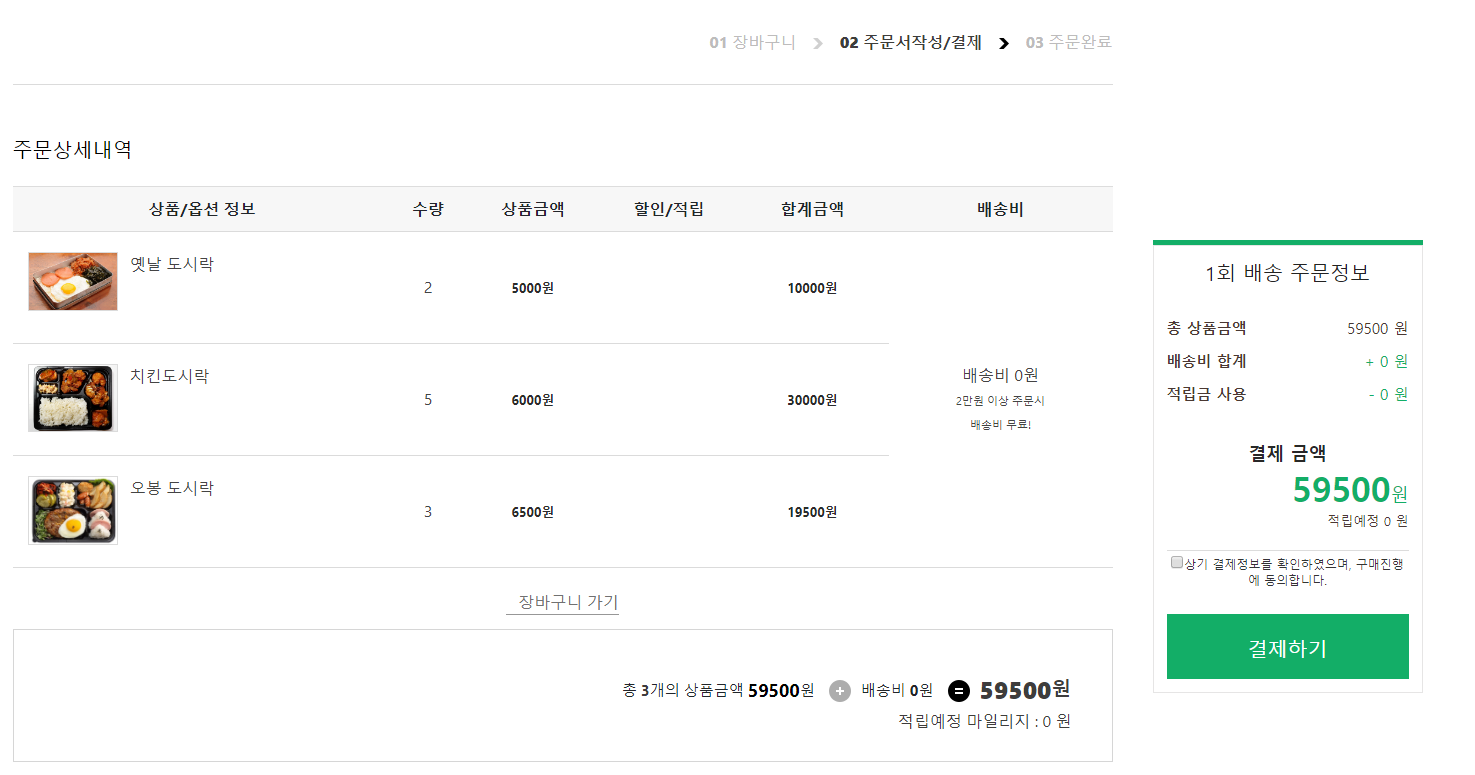 01 장바구니 02 주문서작성/결제 03 주문완료
주문상세내역
상품/옵션 정보 수량 상품금액 할인/적립 합계금액 배송비
옛날 도시락 2 5000원 10000원
치킨도시락 5 6000원 30000원
배송비 0원
2만원 이상 주문시
배송비 무료!
오봉 도시락 3 6500원 19500원
장바구니 가기
총 3개의 상품금액 59500원 + 배송비 0원 = 59500원
적립예정 마일리지 : 0 원
1회 배송 주문정보
총 상품금액 59500 원
배송비 합계 + 0 원
적립금 사용 - 0 원
결제 금액
59500원
적립예정 0 원
상기 결제정보를 확인하였으며, 구매진행
에 동의합니다.
결제하기